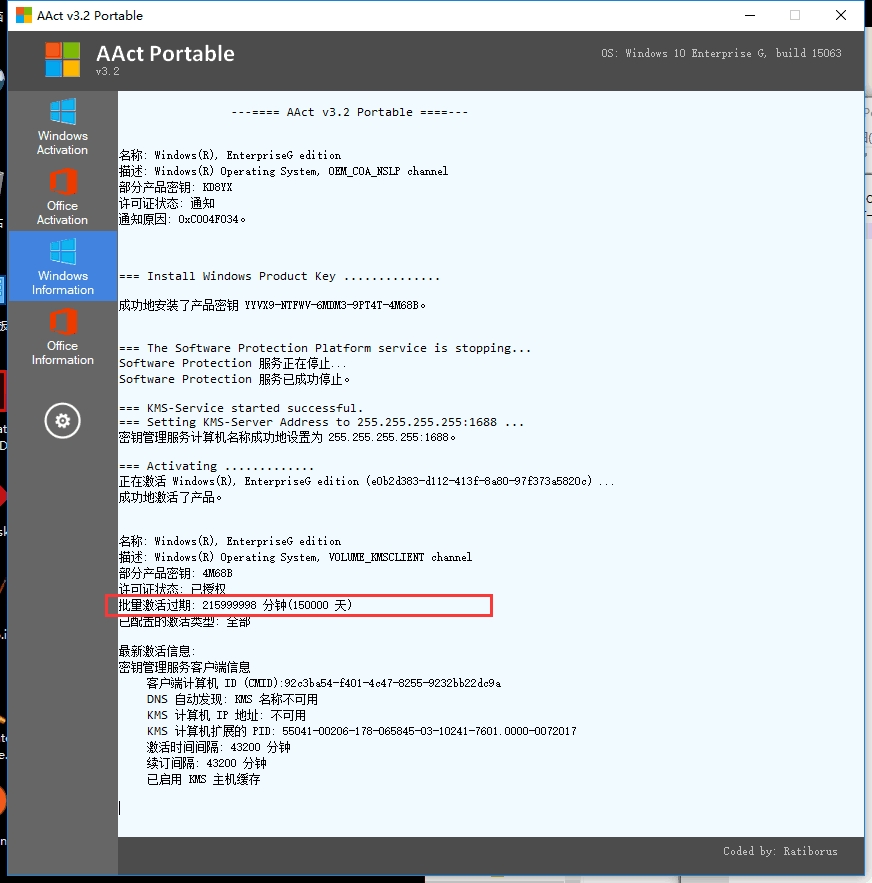 AAct v3.2 Portable
AAct Portable
v3.2
OS: Windows 10 Enterprise G, build 15063
Windows
Activation
Office
Activation
Windows
Information
Office
Information
---==== AAct v3.2 Portable ====---
名称: Windows(R), EnterpriseG edition
描述: Windows(R) Operating System, OEM_COA_NSLP channel
部分产品密钥: KD8YX
许可证状态: 通知
通知原因: 0xC004F034。
=== Install Windows Product Key ..............
成功地安装了产品密钥 YYVX9-NTFWV-6MDM3-9PT4T-4M68B。
=== The Software Protection Platform service is stopping...
Software Protection 服务正在停止...
Software Protection 服务已成功停止。
=== KMS-Service started successful.
=== Setting KMS-Server Address to 255.255.255.255:1688 ...
密钥管理服务计算机名称成功地设置为 255.255.255.255:1688。
=== Activating .............
正在激活 Windows(R), EnterpriseG edition (e0b2d383-d112-413f-8a80-97f373a5820c) ...
成功地激活了产品。
名称: Windows(R), EnterpriseG edition
描述: Windows(R) Operating System, VOLUME_KMSCLIENT channel
部分产品密钥: 4M68B
许可证状态: 已授权
批量激活过期: 215999998 分钟(150000 天)
已配置的激活类型: 全部
最新激活信息:
密钥管理服务客户端信息
客户端计算机 ID (CMID):92c3ba54-f401-4c47-8255-9232bb22dc9a
DNS 自动发现: KMS 名称不可用
KMS 计算机 IP 地址: 不可用
KMS 计算机扩展的 PID: 55041-00206-178-065845-03-10241-7601.0000-0072017
激活时间间隔: 43200 分钟
续订间隔: 43200 分钟
已启用 KMS 主机缓存
Coded by: Ratiborus